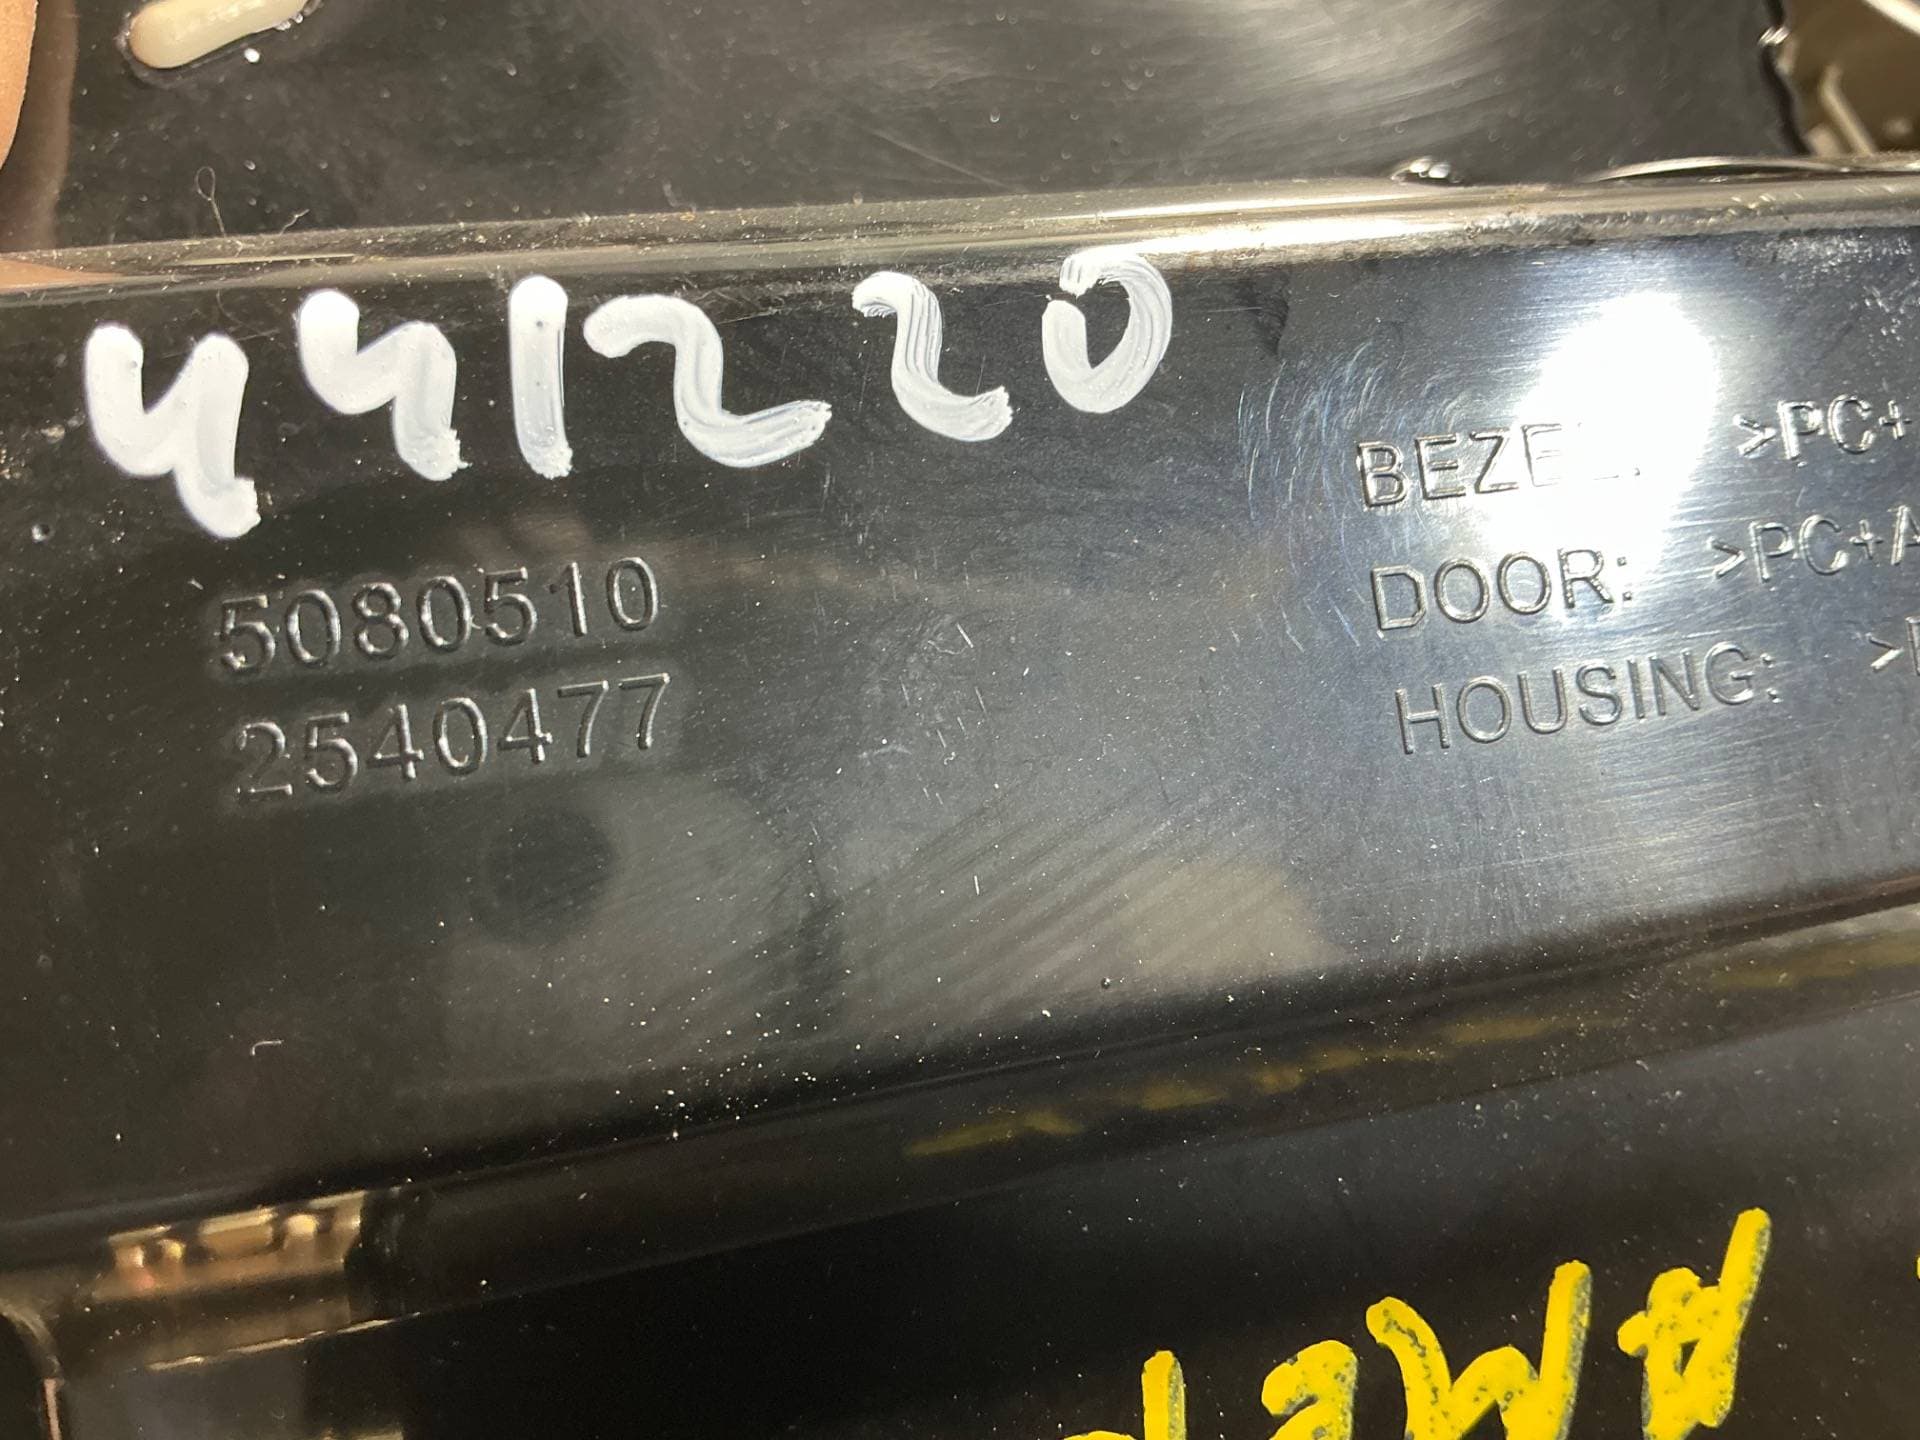 441220
5080510
2540477
BEZEL: >PC+
DOOR: >PC+A
HOUSING: >